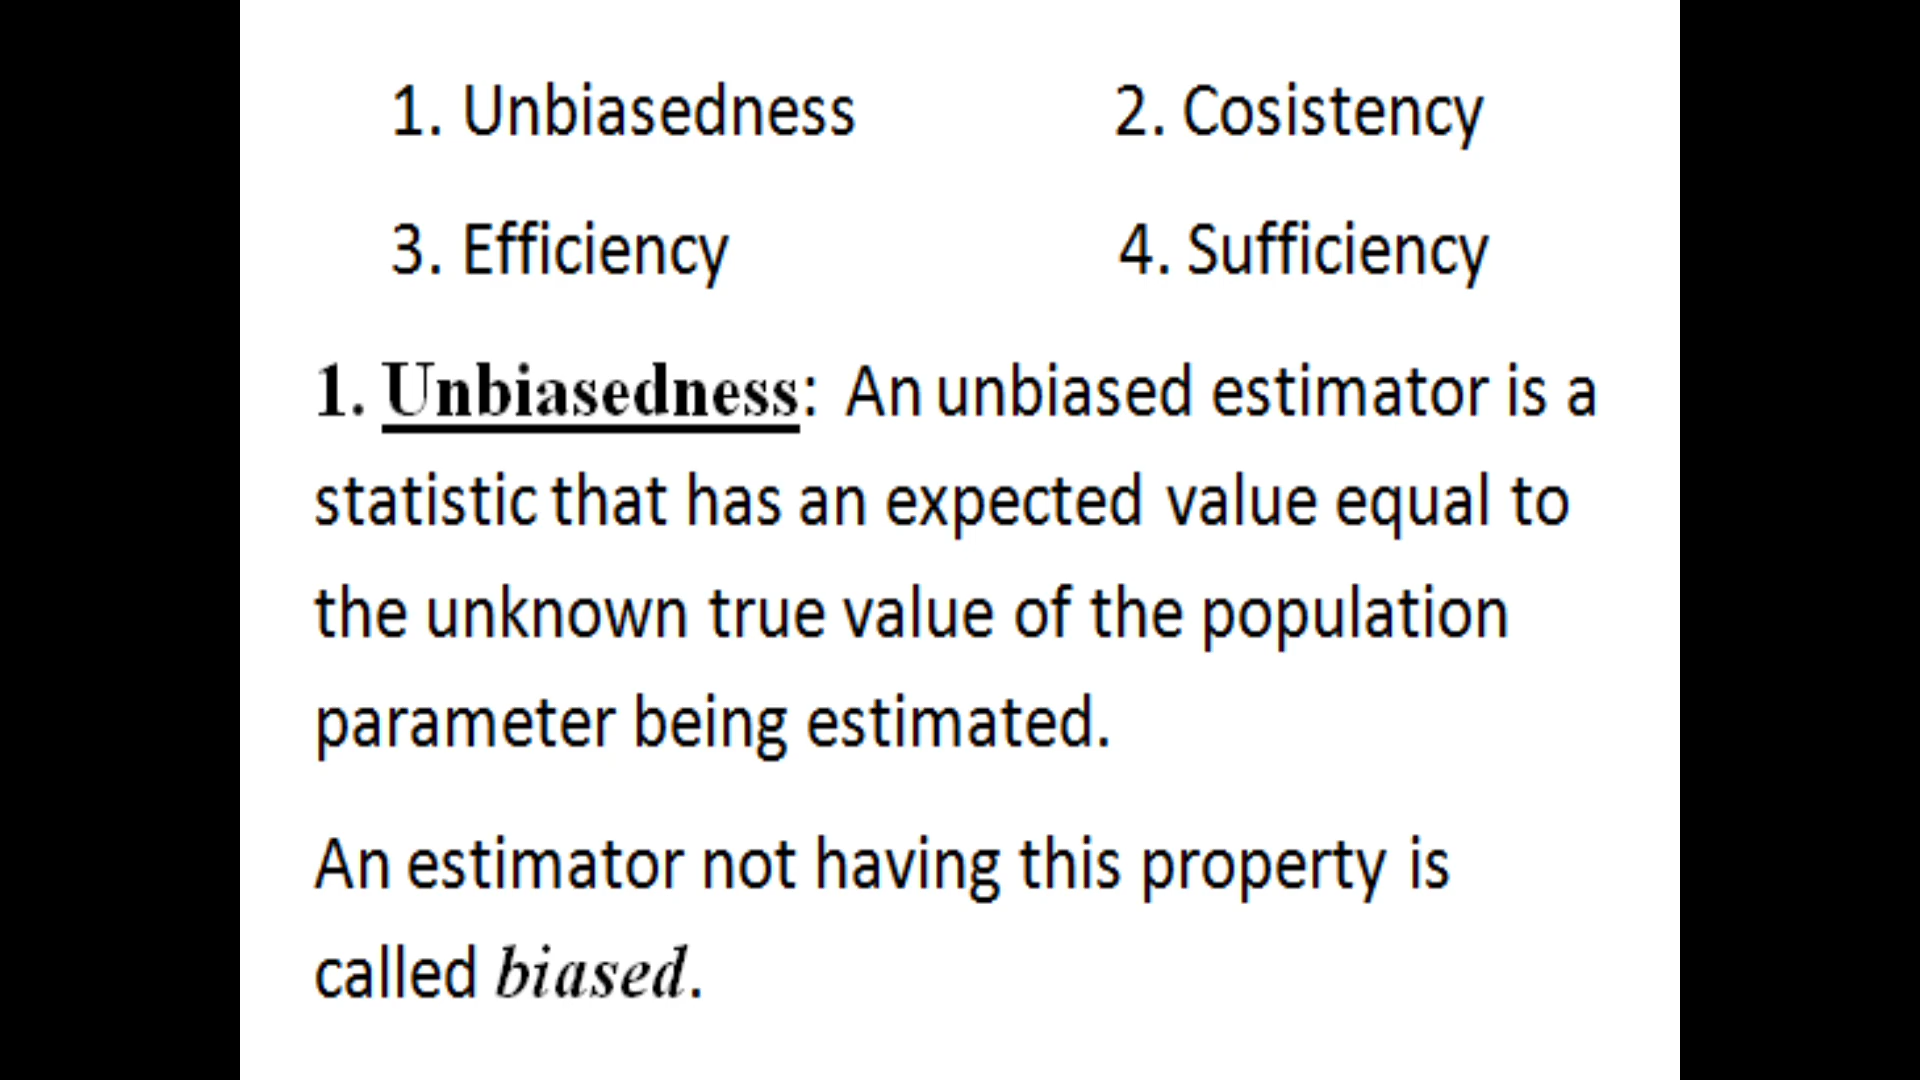 1. Unbiasedness 2. Cosistency
3. Efficiency 4. Sufficiency
1. Unbiasedness: An unbiased estimator is a
statistic that has an expected value equal to
the unknown true value of the population
parameter being estimated.
An estimator not having this property is
called biased.